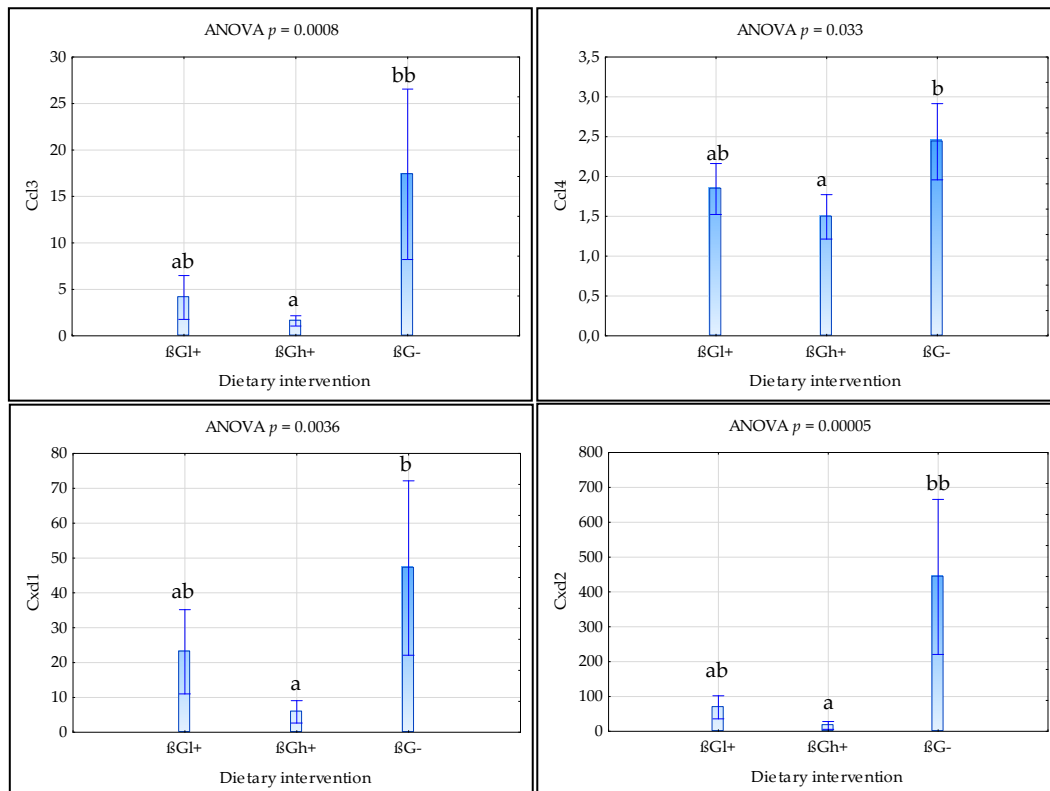 ANOVA p = 0.0008
30
25
20
15
10
5
0
Ccl3
ab
a
bb
ßGl+ ßGh+ ßG-
Dietary intervention
ANOVA p = 0.033
3,5
3,0
2,5
2,0
1,5
1,0
0,5
0,0
Ccl4
ab
a
b
ßGl+ ßGh+ ßG-
Dietary intervention
ANOVA p = 0.0036
80
70
60
50
40
30
20
10
0
Cxcl1
ab
a
b
ßGl+ ßGh+ ßG-
Dietary intervention
ANOVA p = 0.00005
800
700
600
500
400
300
200
100
0
Cxcl2
ab
a
bb
ßGl+ ßGh+ ßG-
Dietary intervention